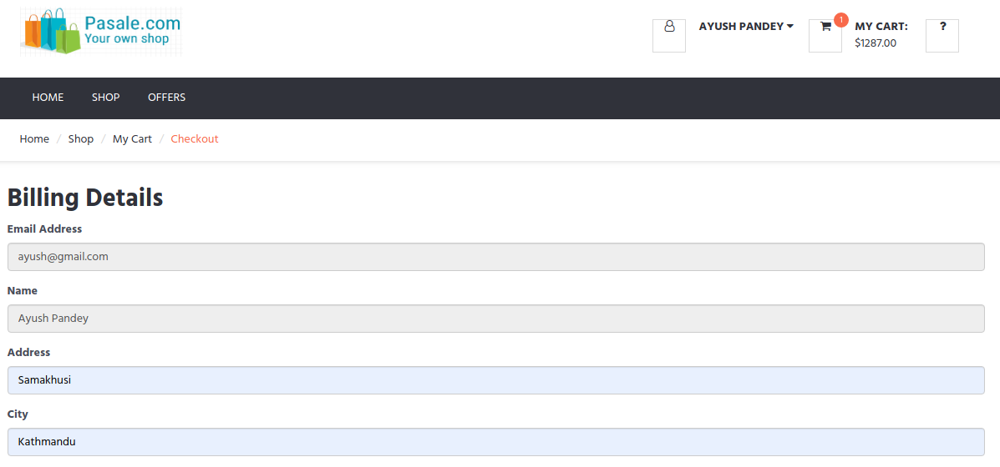 Pasale.com
Your own shop
AYUSH PANDEY
1
MY CART:
$1287.00
?
HOME SHOP OFFERS
Home / Shop / My Cart / Checkout
Billing Details
Email Address
ayush@gmail.com
Name
Ayush Pandey
Address
Samakhusi
City
Kathmandu